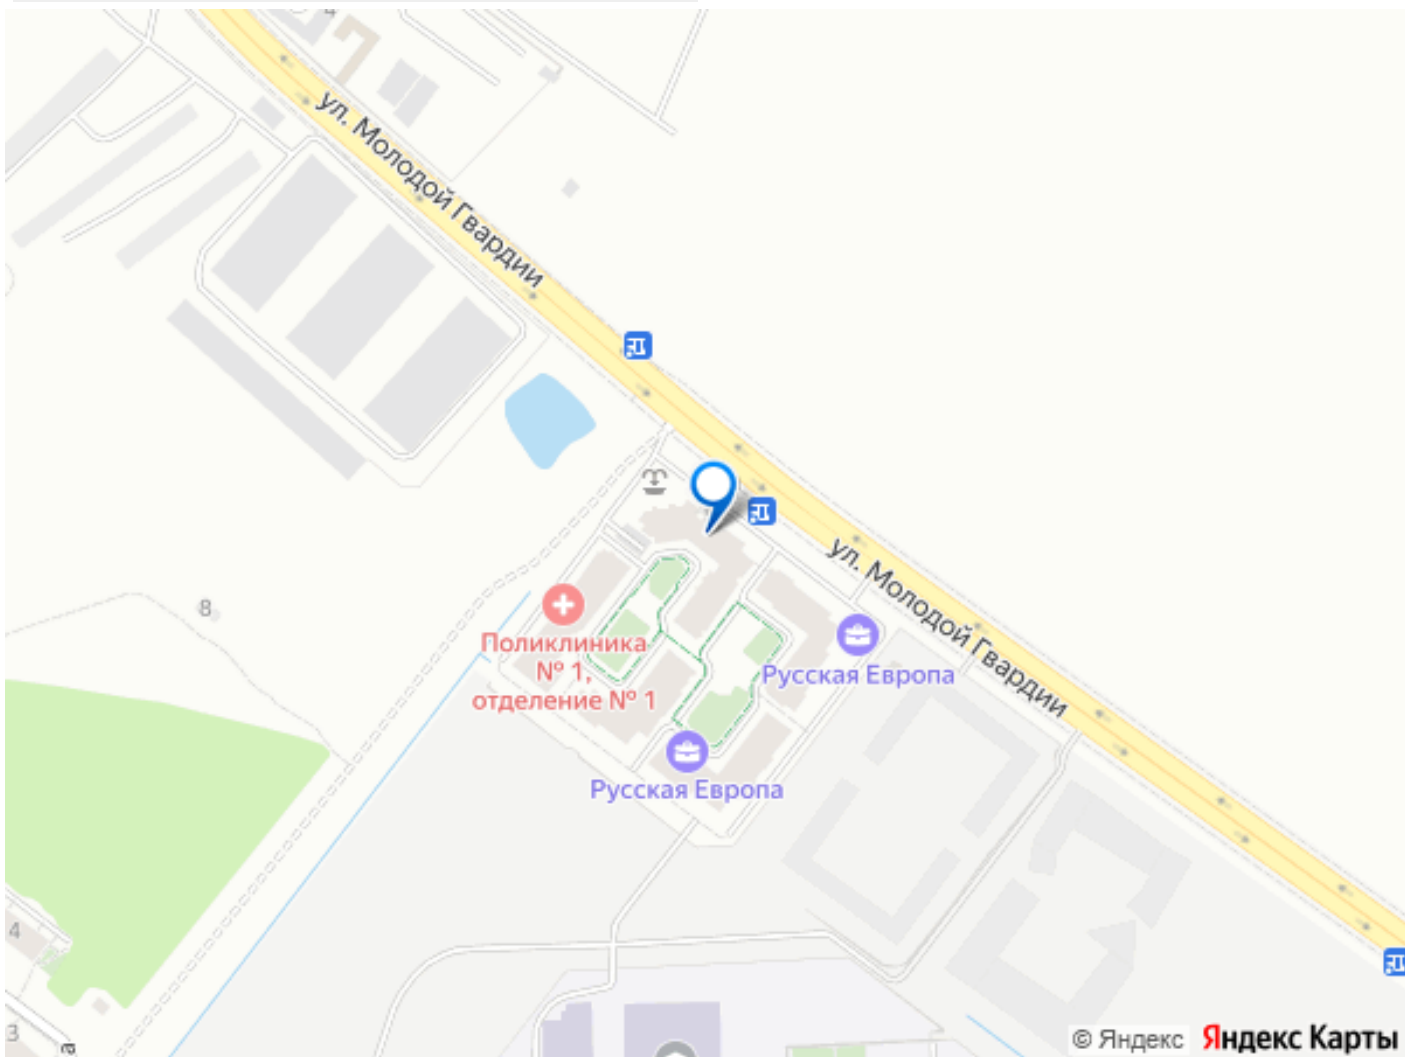 4
ул. Молодой Гвардии
ул. Молодой Гвардии
8
Поликлиника
№ 1,
отделение № 1
Русская Европа
Русская Европа
4
3
а
© Яндекс Яндекс Карты